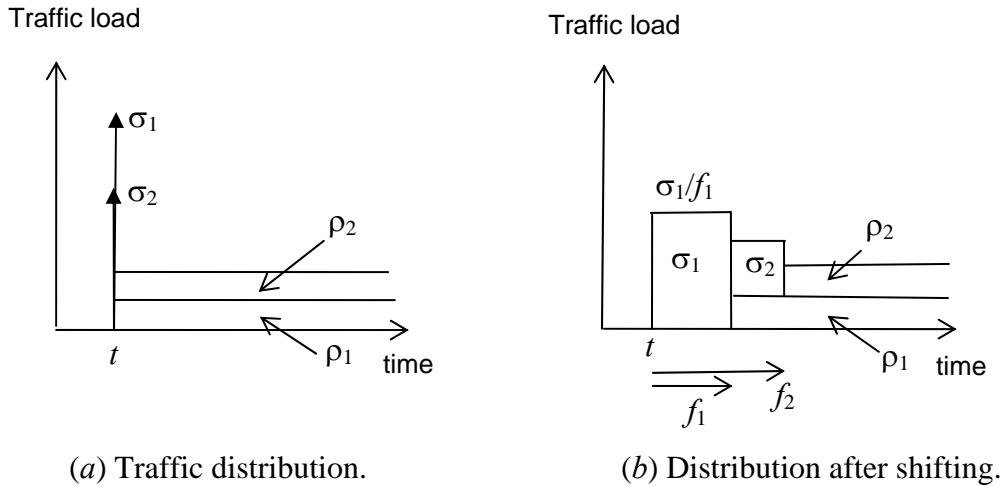 Traffic load
σ1
σ2
ρ2
ρ1
t
time
(a) Traffic distribution.
Traffic load
σ1/f1
σ1
σ2
ρ2
ρ1
t
time
f1
f2
(b) Distribution after shifting.